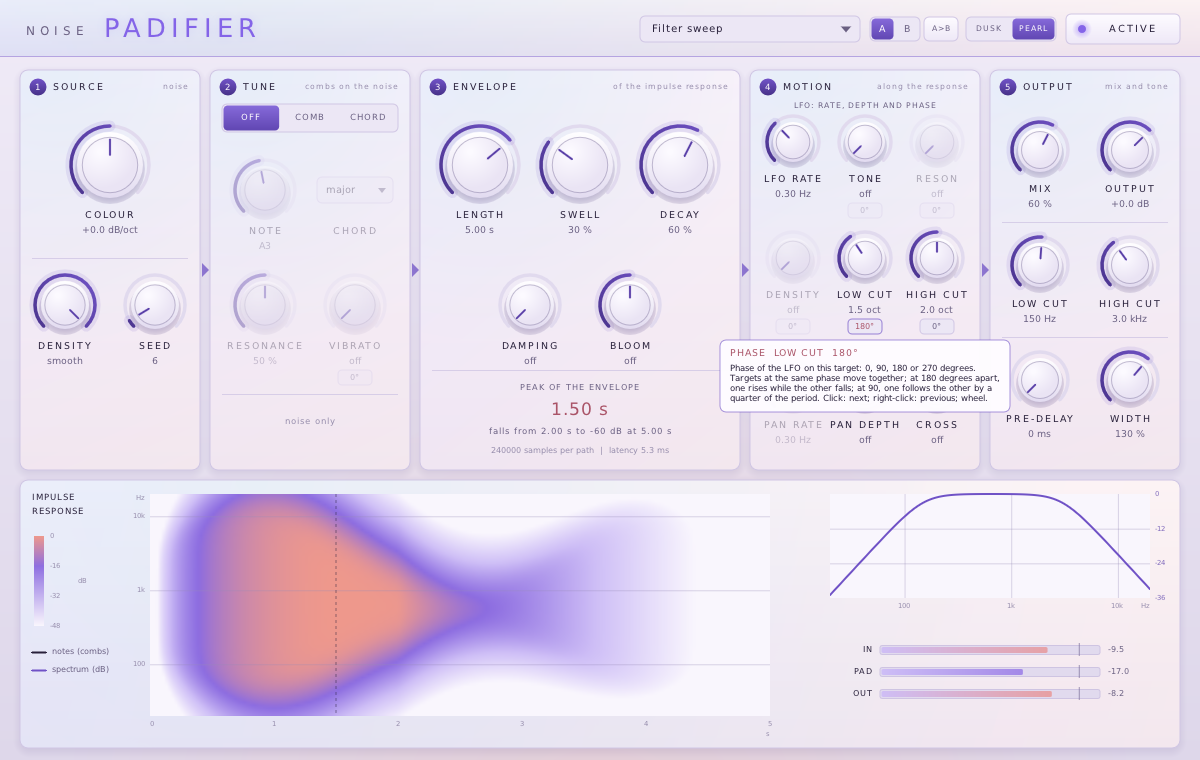 NOISE PADIFIER
Filter sweep
A B A>B
DUSK PEARL
ACTIVE
1 SOURCE noise
COLOUR
+0.0 dB/oct
DENSITY SEED
smooth 6
2 TUNE combs on the noise
OFF COMB CHORD
major
NOTE CHORD
A3
RESONANCE VIBRATO
50 % off
0°
noise only
3 ENVELOPE of the impulse response
LENGTH SWELL DECAY
5.00 s 30 % 60 %
DAMPING BLOOM
off off
PEAK OF THE ENVELOPE
1.50 s
falls from 2.00 s to -60 dB at 5.00 s
240000 samples per path | latency 5.3 ms
4 MOTION along the response
LFO: RATE, DEPTH AND PHASE
LFO RATE TONE RESON
0.30 Hz off off
0° 0°
DENSITY LOW CUT HIGH CUT
off 1.5 oct 2.0 oct
0° 180° 0°
PHASE LOW CUT 180°
Phase of the LFO on this target: 0, 90, 180 or 270 degrees.
Targets at the same phase move together; at 180 degrees apart,
one rises while the other falls; at 90, one follows the other by a
quarter of the period. Click: next; right-click: previous; wheel.
PAN RATE PAN DEPTH CROSS
0.30 Hz off off
5 OUTPUT mix and tone
MIX OUTPUT
60 % +0.0 dB
LOW CUT HIGH CUT
150 Hz 3.0 kHz
PRE-DELAY WIDTH
0 ms 130 %
IMPULSE
RESPONSE
0
-16
dB
-32
-48
notes (combs)
spectrum (dB)
Hz
10k
1k
100
0 1 2 3 4 5
s
0
-12
-24
-36
100 1k 10k Hz
IN -9.5
PAD -17.0
OUT -8.2